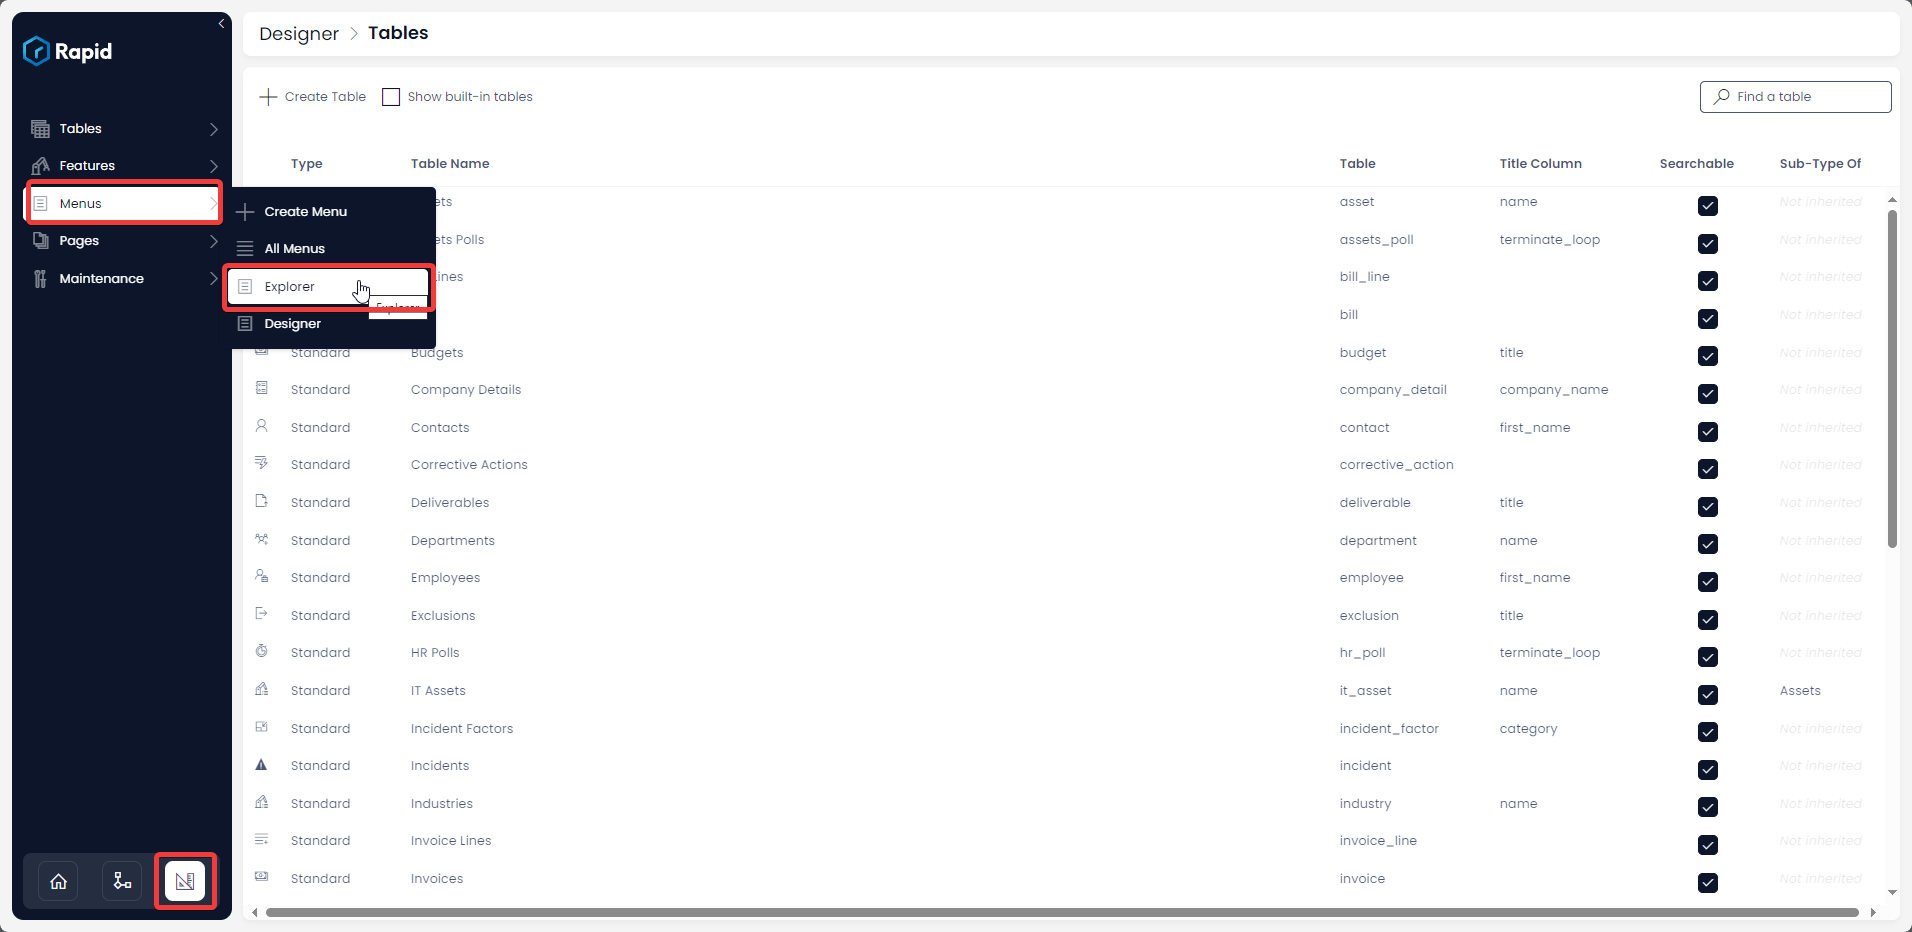 Rapid
Tables
Features
Menus
Pages
Maintenance
Create Menu
All Menus
Explorer
Designer
Designer > Tables
Create Table Show built-in tables Find a table
Type Table Name Table Title Column Searchable Sub-Type Of
asset name Not inherited
Polls assets_poll terminate_loop Not inherited
bill_line Not inherited
bill Not inherited
Standard Budgets budget title Not inherited
Standard Company Details company_detail company_name Not inherited
Standard Contacts contact first_name Not inherited
Standard Corrective Actions corrective_action Not inherited
Standard Deliverables deliverable title Not inherited
Standard Departments department name Not inherited
Standard Employees employee first_name Not inherited
Standard Exclusions exclusion title Not inherited
Standard HR Polls hr_poll terminate_loop Not inherited
Standard IT Assets it_asset name Assets
Standard Incident Factors incident_factor category Not inherited
Standard Incidents incident Not inherited
Standard Industries industry name Not inherited
Standard Invoice Lines invoice_line Not inherited
Standard Invoices invoice Not inherited